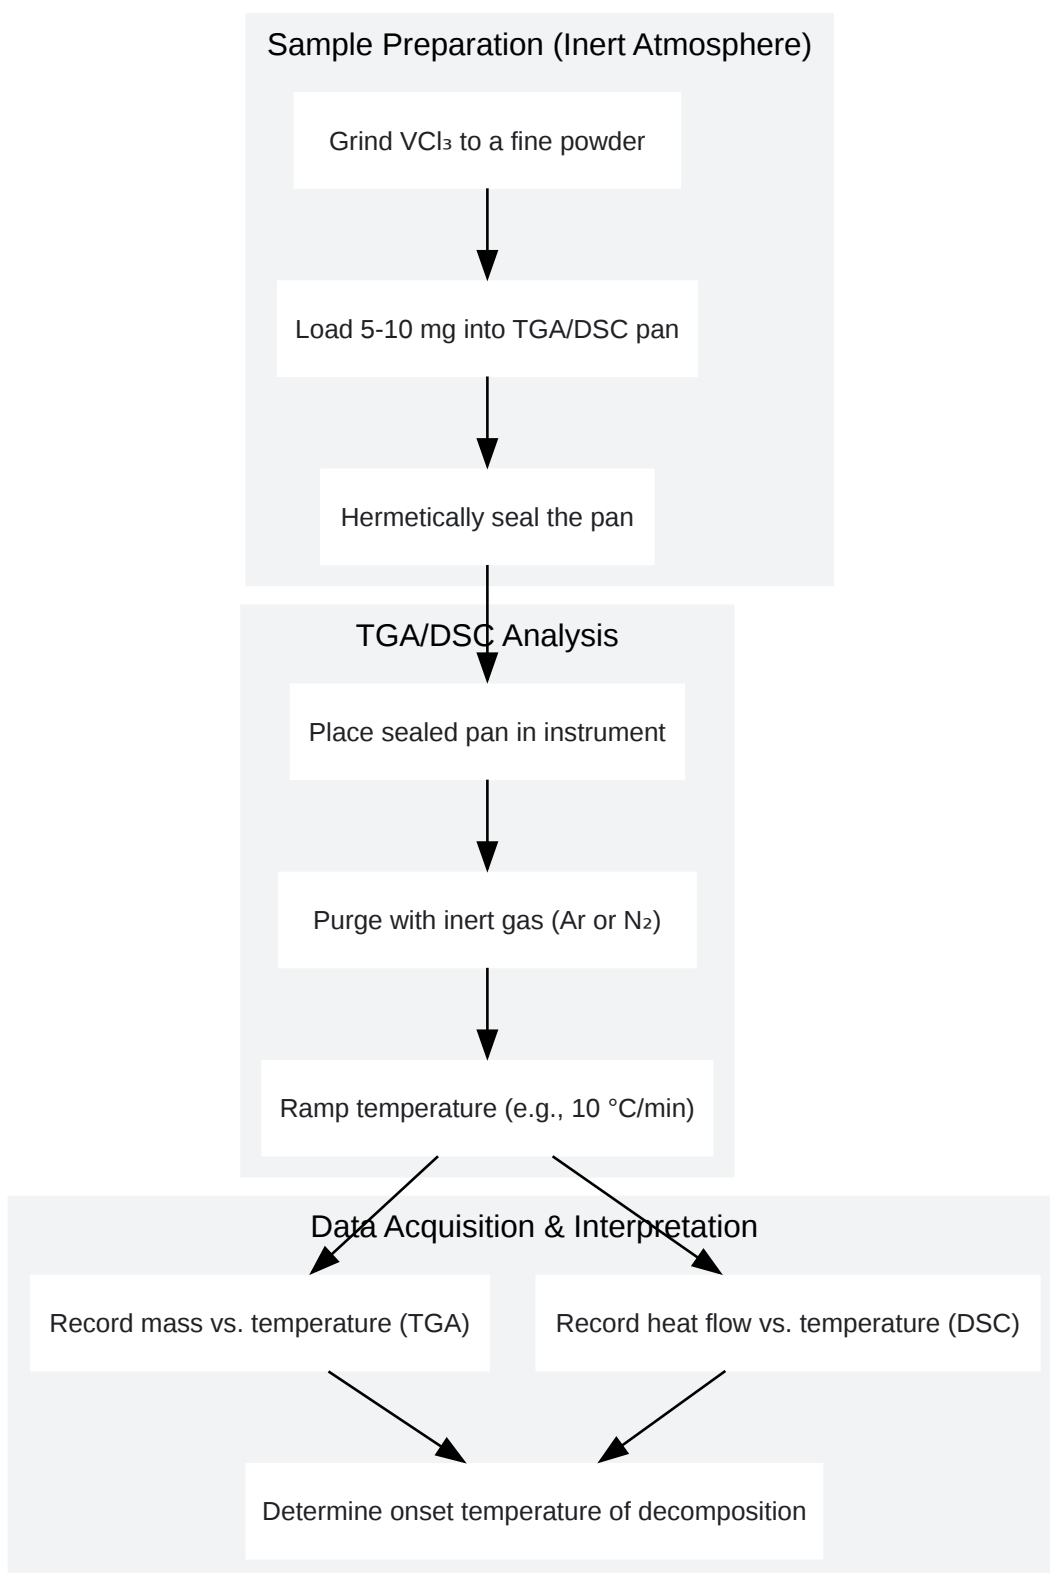 Sample Preparation (Inert Atmosphere)
Grind VCl₃ to a fine powder
Load 5-10 mg into TGA/DSC pan
Hermetically seal the pan
TGA/DSC Analysis
Place sealed pan in instrument
Purge with inert gas (Ar or N₂)
Ramp temperature (e.g., 10 °C/min)
Data Acquisition & Interpretation
Record mass vs. temperature (TGA)
Record heat flow vs. temperature (DSC)
Determine onset temperature of decomposition